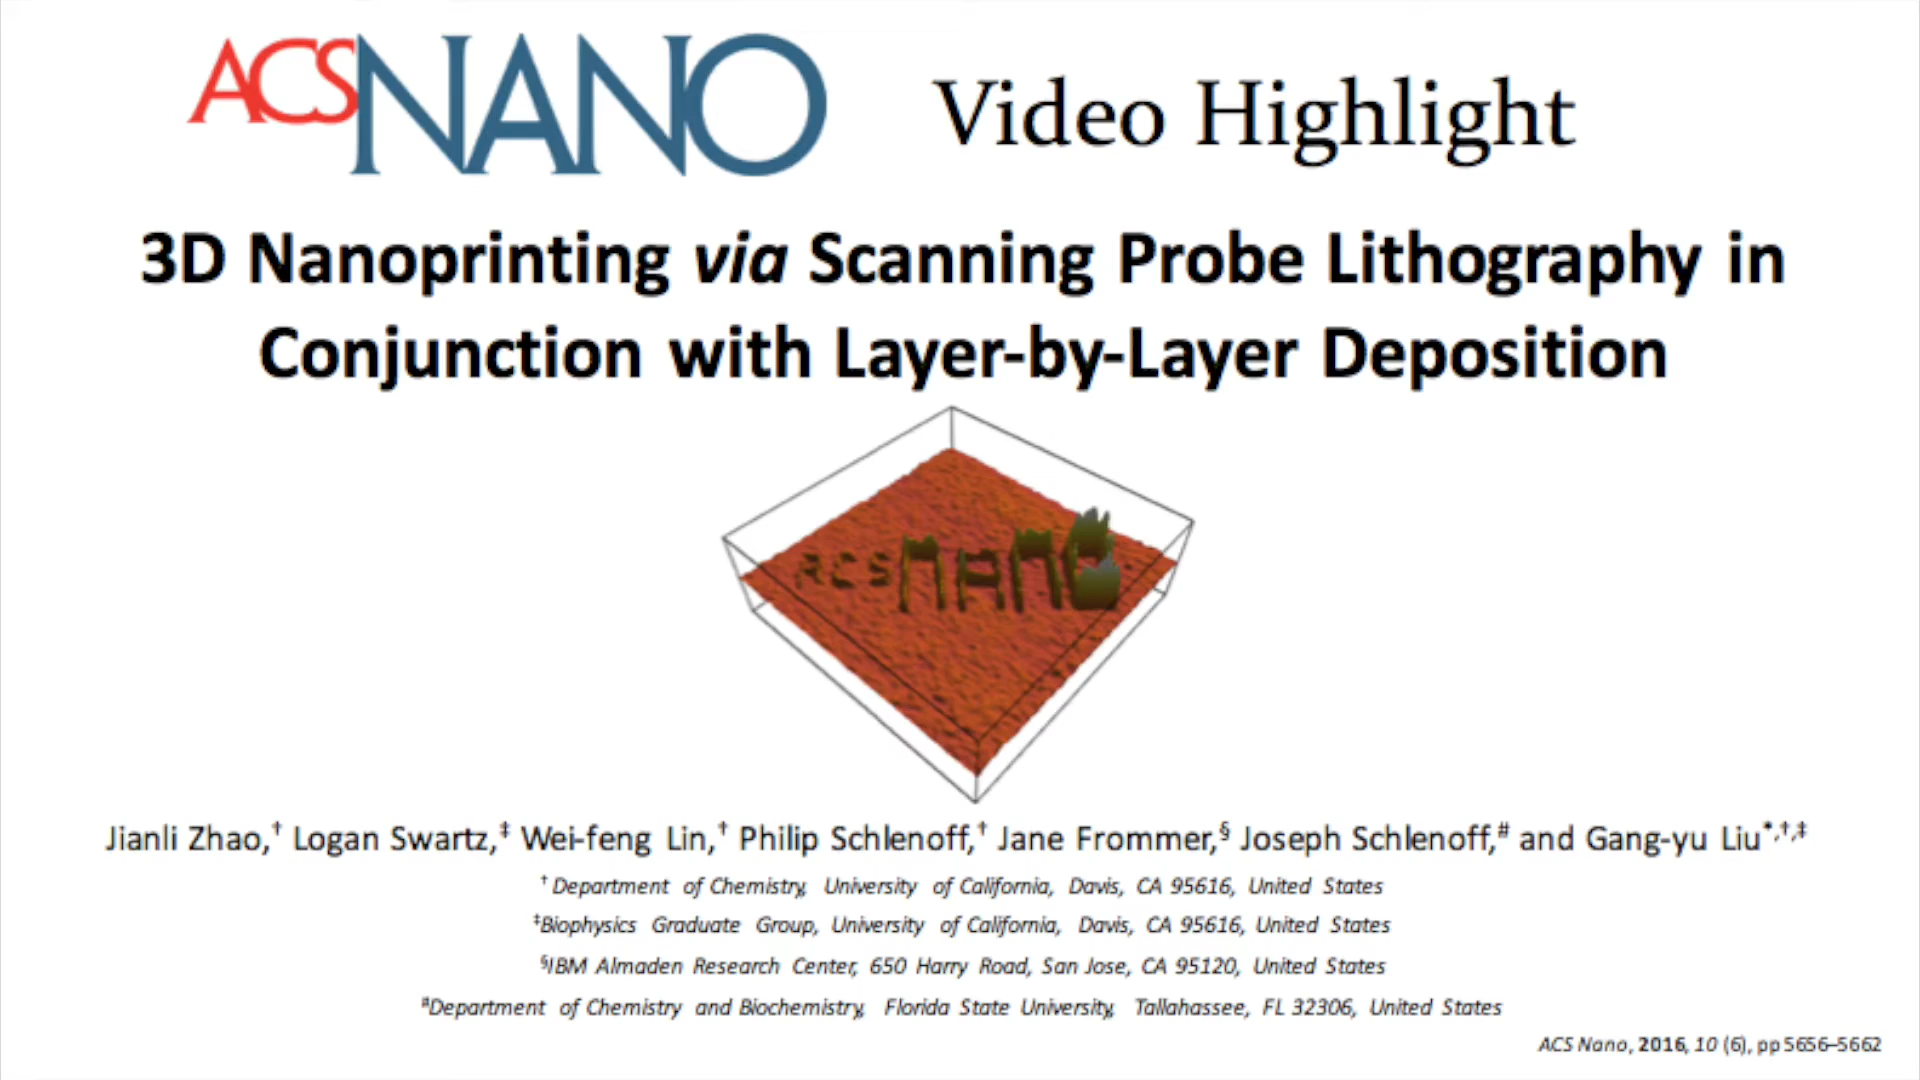 ACSNANO Video Highlight
3D Nanoprinting via Scanning Probe Lithography in
Conjunction with Layer-by-Layer Deposition
ACSNANO
Jianli Zhao,† Logan Swartz,‡ Wei-feng Lin,† Philip Schlenoff,† Jane Frommer,§ Joseph Schlenoff,# and Gang-yu Liu*,†,‡
†Department of Chemistry, University of California, Davis, CA 95616, United States
‡Biophysics Graduate Group, University of California, Davis, CA 95616, United States
§IBM Almaden Research Center, 650 Harry Road, San Jose, CA 95120, United States
#Department of Chemistry and Biochemistry, Florida State University, Tallahassee, FL 32306, United States
ACS Nano, 2016, 10 (6), pp 5656–5662